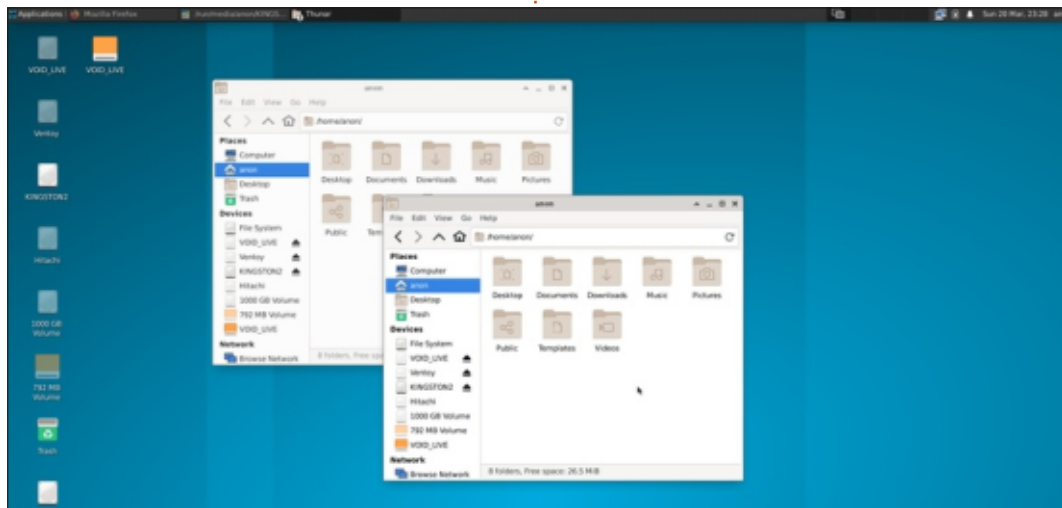 Applications
Mozilla Firefox
Thunar
Sun 20 Mar, 23:28
VOID_LIVE
VOID_LIVE
Ventoy
KINGSTON2
Hitachi
1000 GB
Volume
792 MB
Volume
Trash
anon
File Edit View Go Help
/home/anon/
Places
Computer
anon
Desktop
Trash
Devices
File System
VOID_LIVE
Ventoy
KINGSTON2
Hitachi
1000 GB Volume
792 MB Volume
VOID_LIVE
Network
Browse Network
Desktop Documents Downloads Music Pictures
Public
8 folders, Free
anon
File Edit View Go Help
/home/anon/
Places
Computer
anon
Desktop
Trash
Devices
File System
VOID_LIVE
Ventoy
KINGSTON2
Hitachi
1000 GB Volume
792 MB Volume
VOID_LIVE
Network
Browse Network
Desktop Documents Downloads Music Pictures
Public Templates Videos
8 folders, Free space: 26.5 MiB